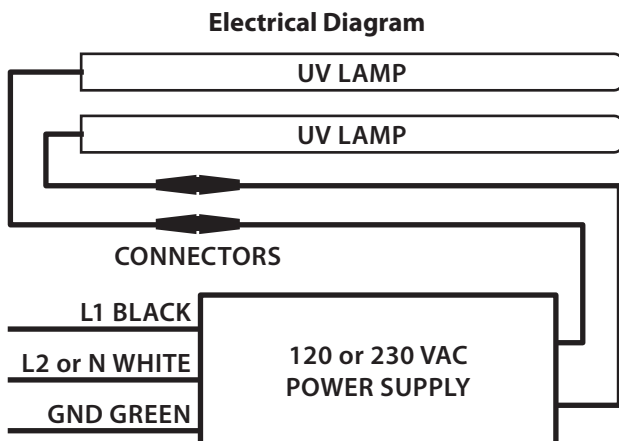 Electrical Diagram
UV LAMP
UV LAMP
CONNECTORS
L1 BLACK
L2 or N WHITE
GND GREEN
120 or 230 VAC
POWER SUPPLY